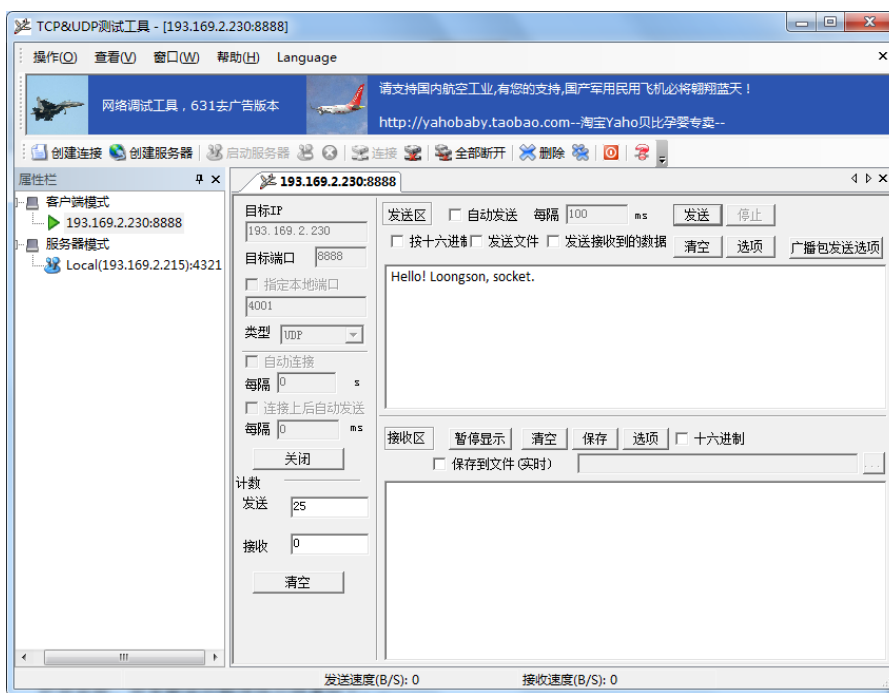 TCP&UDP测试工具 - [193.169.2.230:8888]
操作(O) 查看(V) 窗口(W) 帮助(H) Language
网络调试工具，631去广告版本
请支持国内航空工业,有您的支持,国产军用民用飞机必将翱翔蓝天！
http://yahobaby.taobao.com--淘宝Yaho贝比孕婴专卖--
创建连接 创建服务器 启动服务器 连接 全部断开 删除
属性栏
193.169.2.230:8888
客户端模式
193.169.2.230:8888
服务器模式
Local(193.169.2.215):4321
目标IP
193.169.2.230
目标端口 8888
指定本地端口
4001
类型 UDP
自动连接
每隔 0 s
连接上后自动发送
每隔 0 ms
关闭
计数
发送 25
接收 0
清空
发送区 自动发送 每隔 100 ms 发送 停止
按十六进制 发送文件 发送接收到的数据 清空 选项 广播包发送选项
Hello! Loongson, socket.
接收区 暂停显示 清空 保存 选项 十六进制
保存到文件(实时) ...
发送速度(B/S): 0 接收速度(B/S): 0